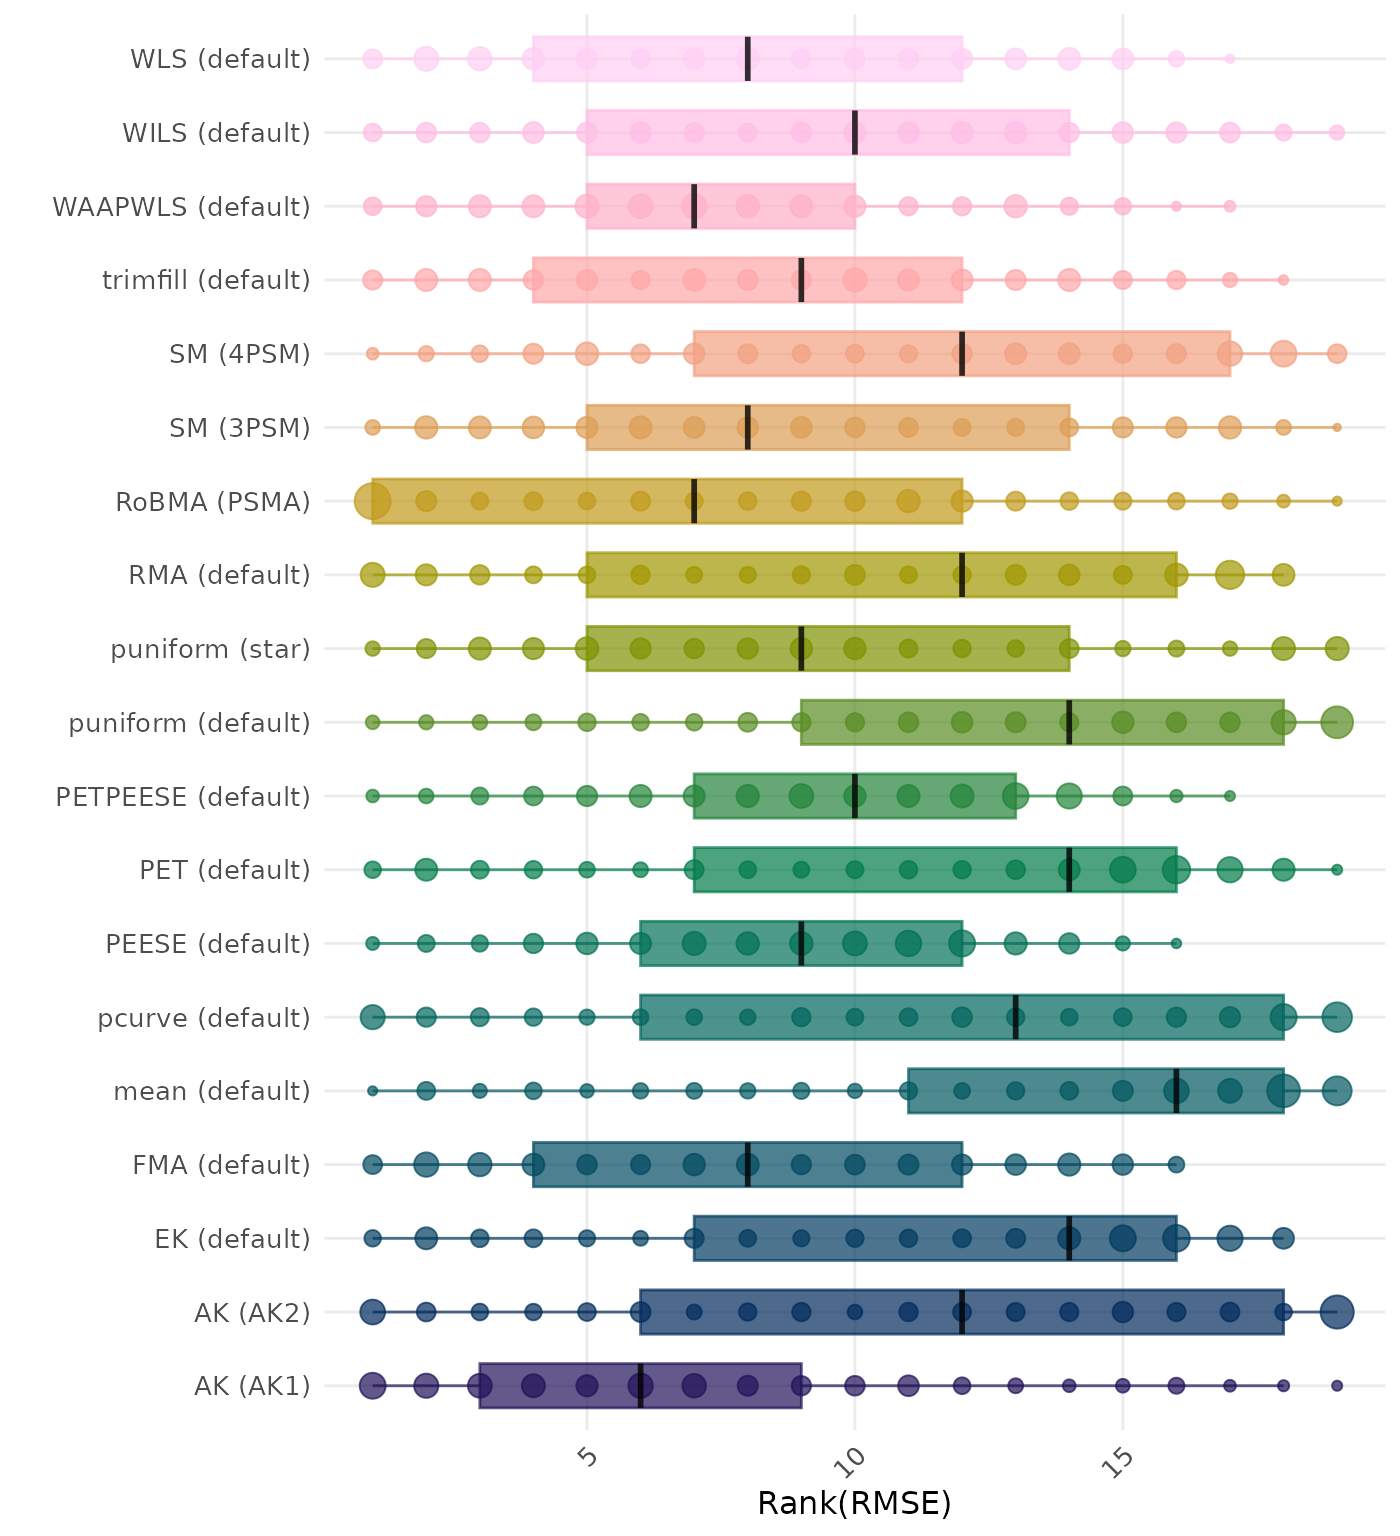 WLS (default)
WILS (default)
WAAPWLS (default)
trimfill (default)
SM (4PSM)
SM (3PSM)
RoBMA (PSMA)
RMA (default)
puniform (star)
puniform (default)
PETPEESE (default)
PET (default)
PEESE (default)
pcurve (default)
mean (default)
FMA (default)
EK (default)
AK (AK2)
AK (AK1)
5 10 15
Rank(RMSE)